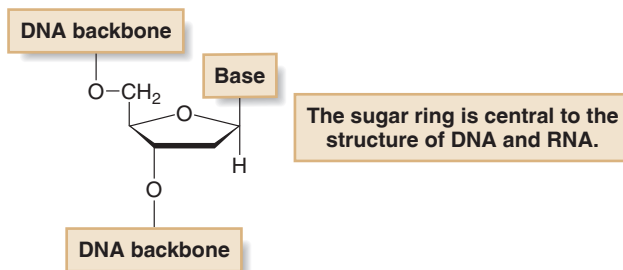 DNA backbone
O–CH2
Base
O
H
O
DNA backbone
The sugar ring is central to the
structure of DNA and RNA.